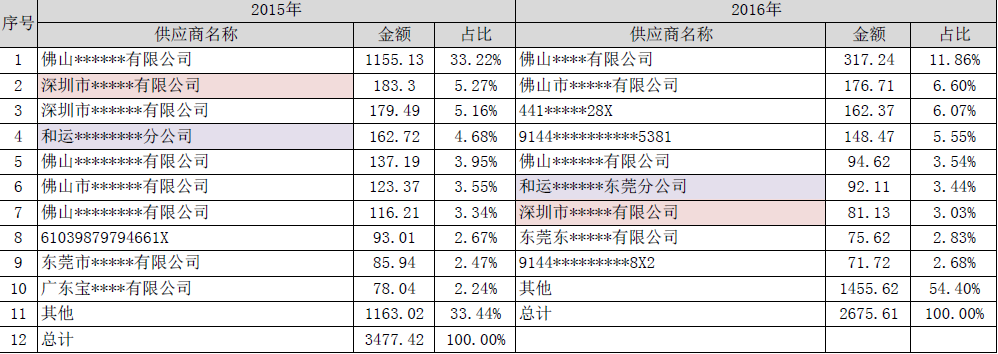 序号 2015年 2016年
供应商名称 金额 占比 供应商名称 金额 占比
1 佛山******有限公司 1155.13 33.22% 佛山****有限公司 317.24 11.86%
2 深圳市*****有限公司 183.3 5.27% 佛山市*****有限公司 176.71 6.60%
3 深圳市*****有限公司 179.49 5.16% 441*****28X 162.37 6.07%
4 和运********分公司 162.72 4.68% 9144**********5381 148.47 5.55%
5 佛山********有限公司 137.19 3.95% 佛山******有限公司 94.62 3.54%
6 佛山市******有限公司 123.37 3.55% 和运******东莞分公司 92.11 3.44%
7 佛山********有限公司 116.21 3.34% 深圳市*****有限公司 81.13 3.03%
8 61039879794661X 93.01 2.67% 东莞东*****有限公司 75.62 2.83%
9 东莞市*****有限公司 85.94 2.47% 9144*********8X2 71.72 2.68%
10 广东宝****有限公司 78.04 2.24% 其他 1455.62 54.40%
11 其他 1163.02 33.44% 总计 2675.61 100.00%
12 总计 3477.42 100.00%